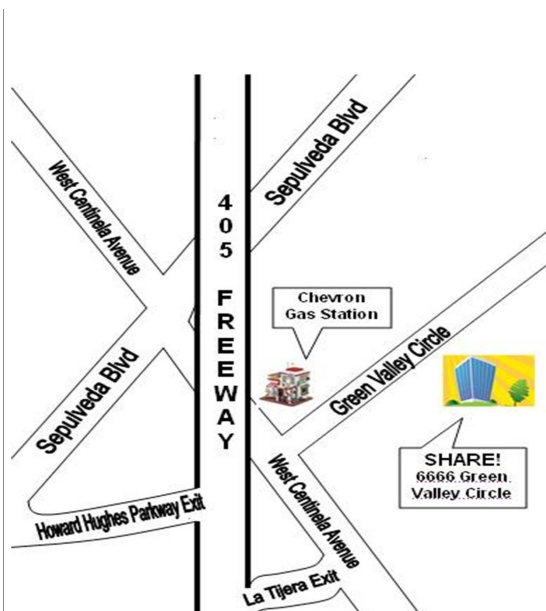 Sepulveda Blvd
West Centinela Avenue
405
FREEWAY
Chevron
Gas Station
Green Valley Circle
Sepulveda Blvd
SHARE!
6666 Green
Valley Circle
West Centinela Avenue
Howard Hughes Parkway Exit
La Tijera Exit